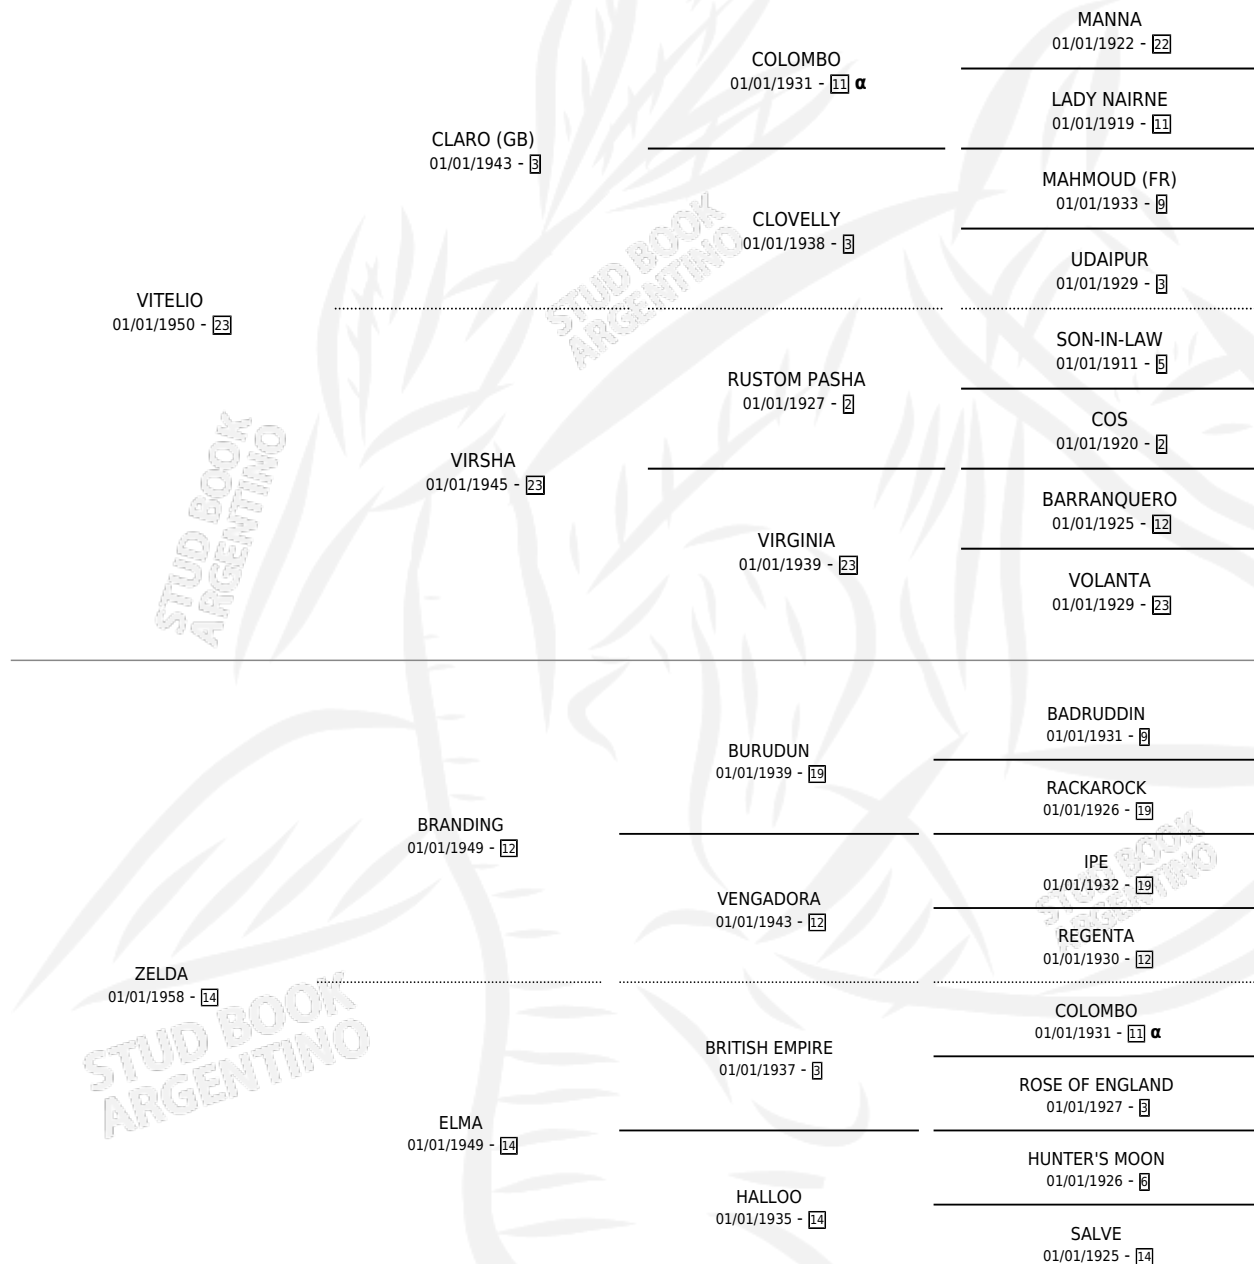 MANNA
01/01/1922 - 22
COLOMBO
01/01/1931 - 11 α
LADY NAIRNE
01/01/1919 - 11
CLARO (GB)
01/01/1943 - 3
MAHMOUD (FR)
01/01/1933 - 9
CLOVELLY
01/01/1938 - 3
UDAIPUR
01/01/1929 - 3
VITELIO
01/01/1950 - 23
STUD BOOK
ARGENTINO
SON-IN-LAW
01/01/1911 - 5
RUSTOM PASHA
01/01/1927 - 2
COS
01/01/1920 - 2
VIRSHA
01/01/1945 - 23
STUD BOOK
ARGENTINO
BARRANQUERO
01/01/1925 - 12
VIRGINIA
01/01/1939 - 23
VOLANTA
01/01/1929 - 23
BADRUDDIN
01/01/1931 - 9
BURUDUN
01/01/1939 - 19
RACKAROCK
01/01/1926 - 19
BRANDING
01/01/1949 - 12
IPE
01/01/1932 - 19
STUD BOOK
ARGENTINO
VENGADORA
01/01/1943 - 12
REGENTA
01/01/1930 - 12
ZELDA
01/01/1958 - 14
STUD BOOK
ARGENTINO
COLOMBO
01/01/1931 - 11 α
BRITISH EMPIRE
01/01/1937 - 3
ROSE OF ENGLAND
01/01/1927 - 3
ELMA
01/01/1949 - 14
HUNTER'S MOON
01/01/1926 - 6
HALLOO
01/01/1935 - 14
SALVE
01/01/1925 - 14